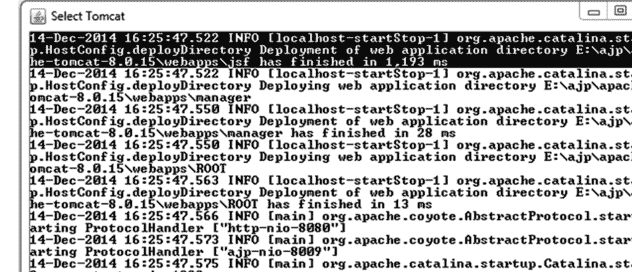 Select Tomcat
14-Dec-2014 16:25:47.522 INFO [localhost-startStop-1] org.apache.catalina.st
p.HostConfig.deployDirectory Deployment of web application directory E:\ajp\
he-tomcat-8.0.15\webapps\jsf has finished in 1,193 ms
14-Dec-2014 16:25:47.522 INFO [localhost-startStop-1] org.apache.catalina.st
p.HostConfig.deployDirectory Deploying web application directory E:\ajp\apac
omcat-8.0.15\webapps\manager
14-Dec-2014 16:25:47.550 INFO [localhost-startStop-1] org.apache.catalina.st
p.HostConfig.deployDirectory Deployment of web application directory E:\ajp\
he-tomcat-8.0.15\webapps\manager has finished in 28 ms
14-Dec-2014 16:25:47.550 INFO [localhost-startStop-1] org.apache.catalina.st
p.HostConfig.deployDirectory Deploying web application directory E:\ajp\apac
omcat-8.0.15\webapps\ROOT
14-Dec-2014 16:25:47.563 INFO [localhost-startStop-1] org.apache.catalina.st
p.HostConfig.deployDirectory Deployment of web application directory E:\ajp\
he-tomcat-8.0.15\webapps\ROOT has finished in 13 ms
14-Dec-2014 16:25:47.566 INFO [main] org.apache.coyote.AbstractProtocol.star
arting ProtocolHandler ["http-nio-8080"]
14-Dec-2014 16:25:47.573 INFO [main] org.apache.coyote.AbstractProtocol.star
arting ProtocolHandler ["ajp-nio-8009"]
14-Dec-2014 16:25:47.575 INFO [main] org.apache.catalina.startup.Catalina.st